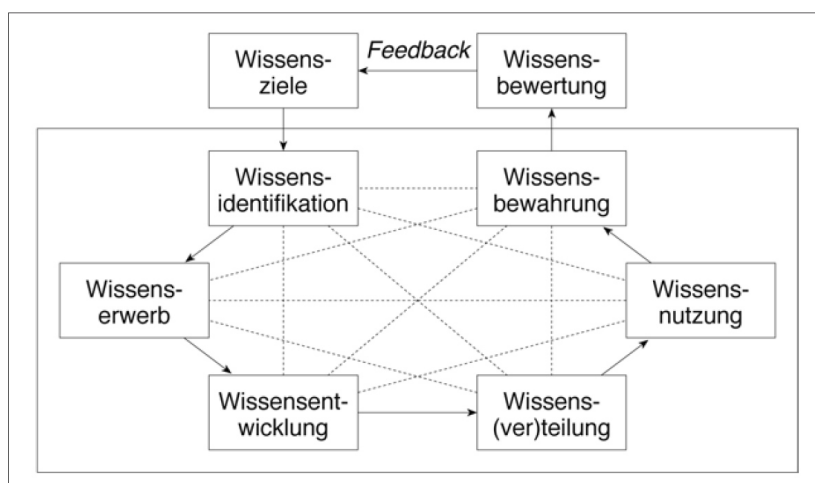 Wissens-
ziele
Feedback
Wissens-
bewertung
Wissens-
identifikation
Wissens-
bewahrung
Wissens-
erwerb
Wissens-
nutzung
Wissensent-
wicklung
Wissens-
(ver)teilung